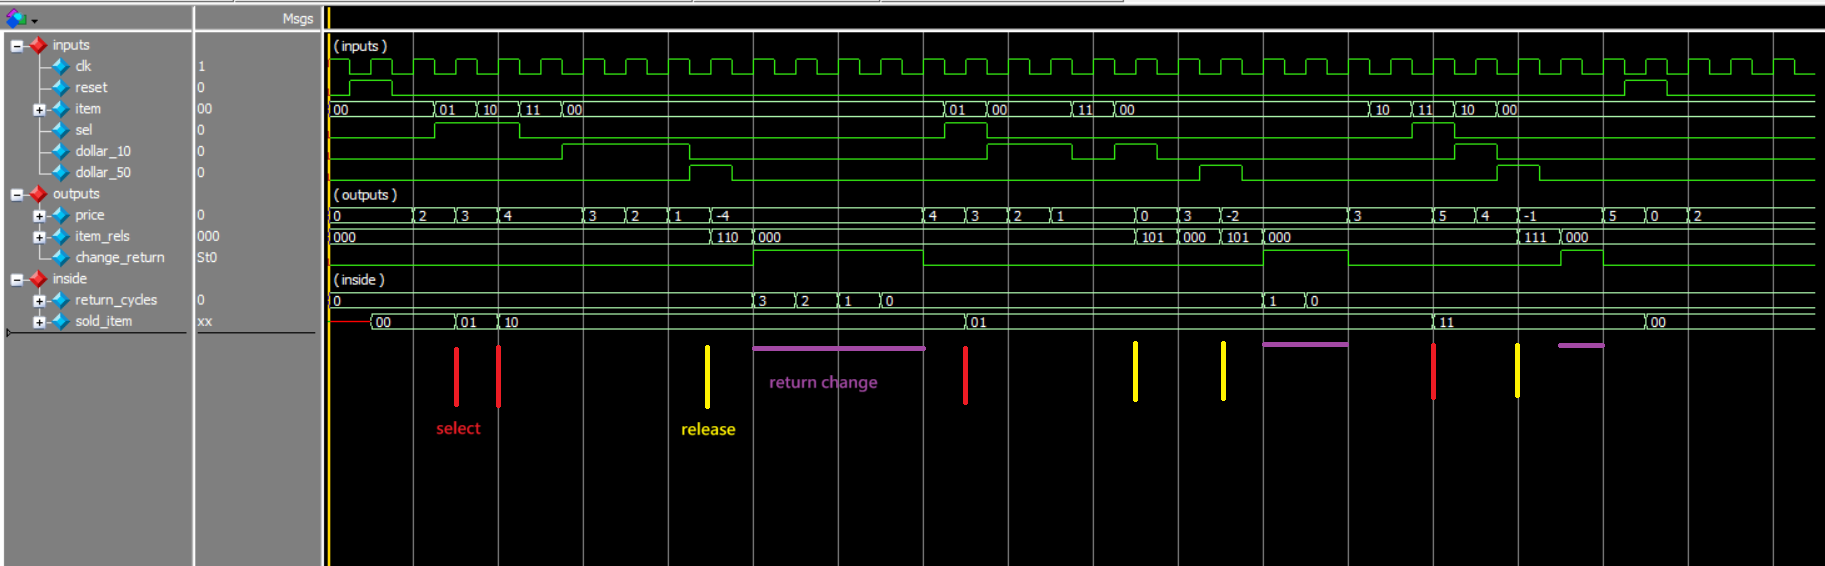 Msgs
inputs ( inputs )
clk 1
reset 0
item 00 00 01 10 11 00 01 00 11 00 10 11 10 00
sel 0
dollar_10 0
dollar_50 0
outputs ( outputs )
price 0 0 2 3 4 3 2 1 -4 4 3 2 1 0 3 -2 3 5 4 -1 5 0 2
item_rels 000 000 110 000 101 000 101 000 111 000
change_return St0
inside ( inside )
return_cycles 0 0 3 2 1 0 1 0
sold_item xx 00 01 10 01 11 00
return change
select
release